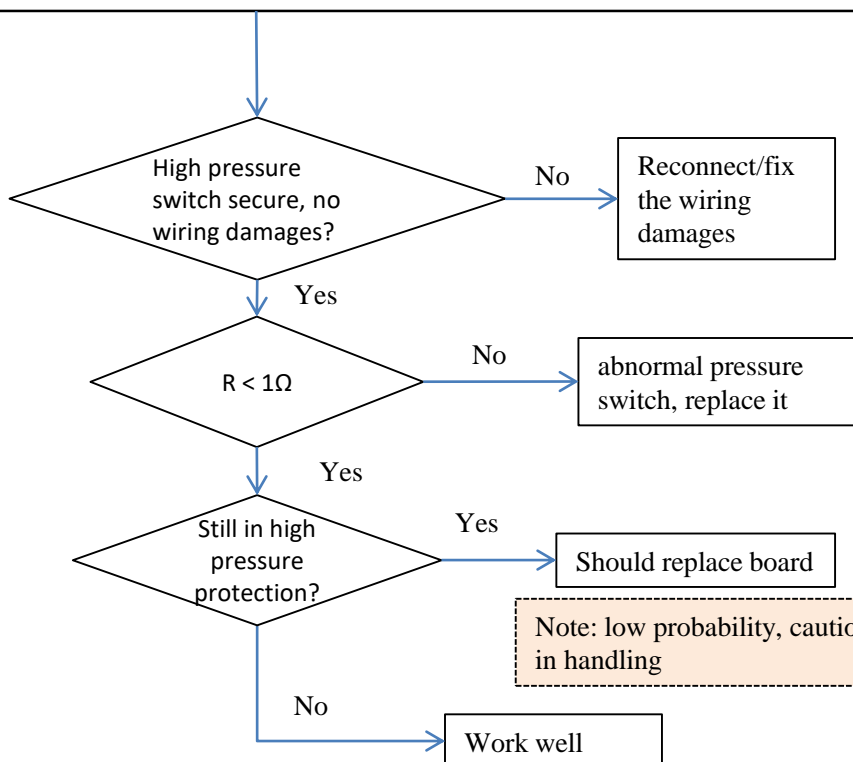 High pressure
switch secure, no
wiring damages?
No
Reconnect/fix
the wiring
damages
Yes
R < 1Ω
No
abnormal pressure
switch, replace it
Yes
Still in high
pressure
protection?
Yes
Should replace board
Note: low probability, cautio
in handling
No
Work well